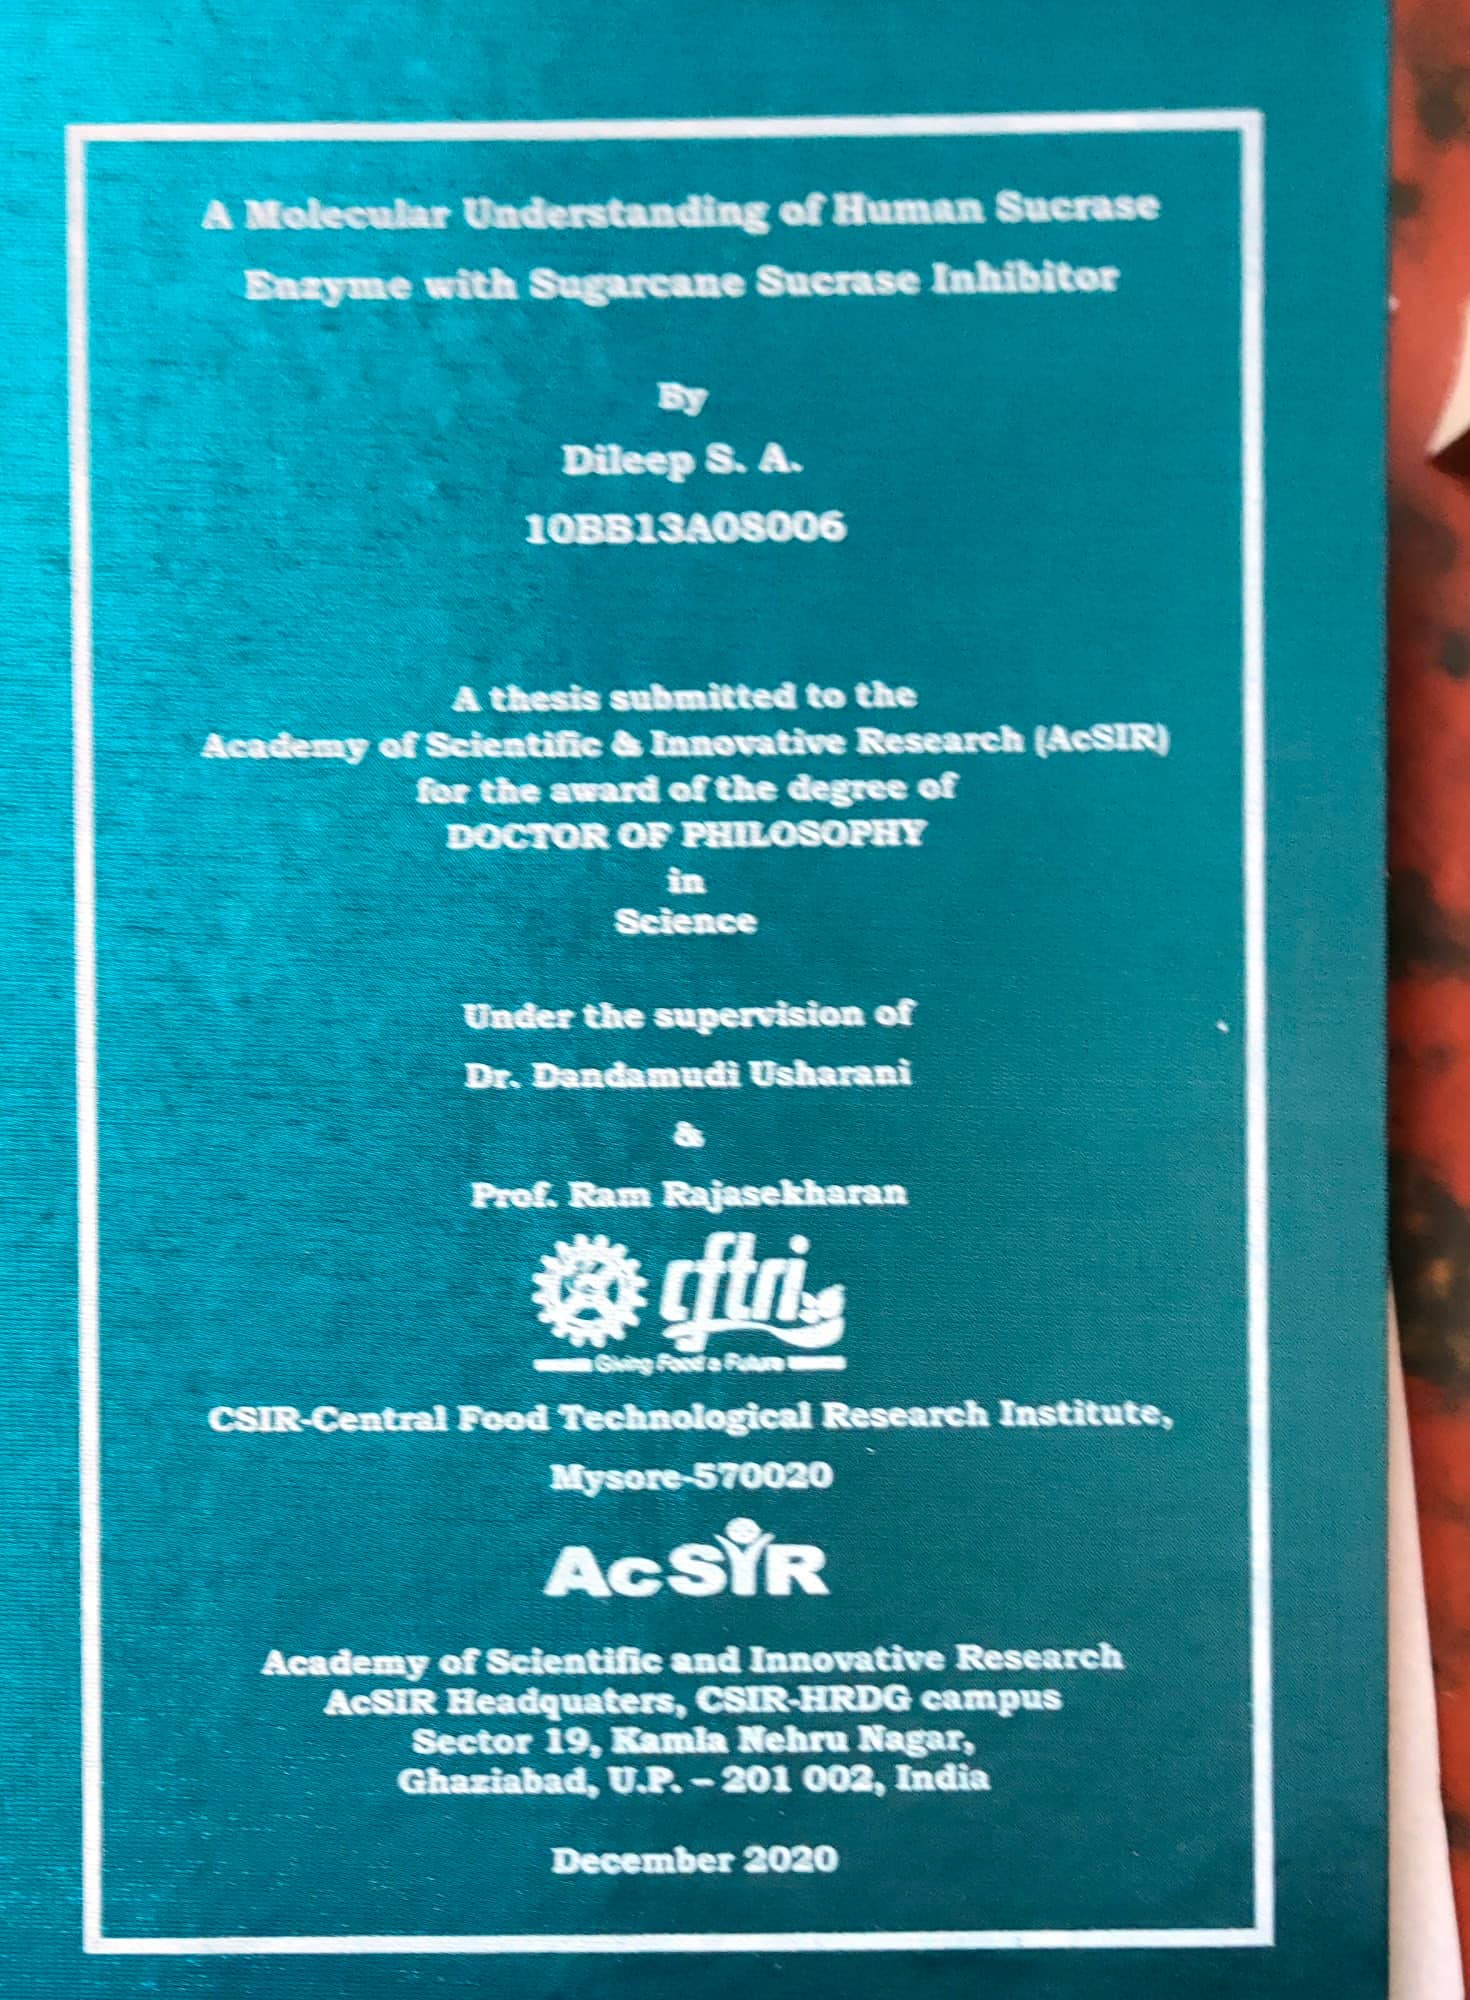 A Molecular Understanding of Human Sucrase
Enzyme with Sugarcane Sucrase Inhibitor
By
Dileep S. A.
10BB13A08006
A thesis submitted to the
Academy of Scientific & Innovative Research (AcSIR)
for the award of the degree of
DOCTOR OF PHILOSOPHY
in
Science
Under the supervision of
Dr. Dandamudi Usharani
&
Prof. Ram Rajasekharan
cftri
Giving Food a Future
CSIR-Central Food Technological Research Institute,
Mysore-570020
AcSIR
Academy of Scientific and Innovative Research
AcSIR Headquaters, CSIR-HRDG campus
Sector 19, Kamla Nehru Nagar,
Ghaziabad, U.P. – 201 002, India
December 2020